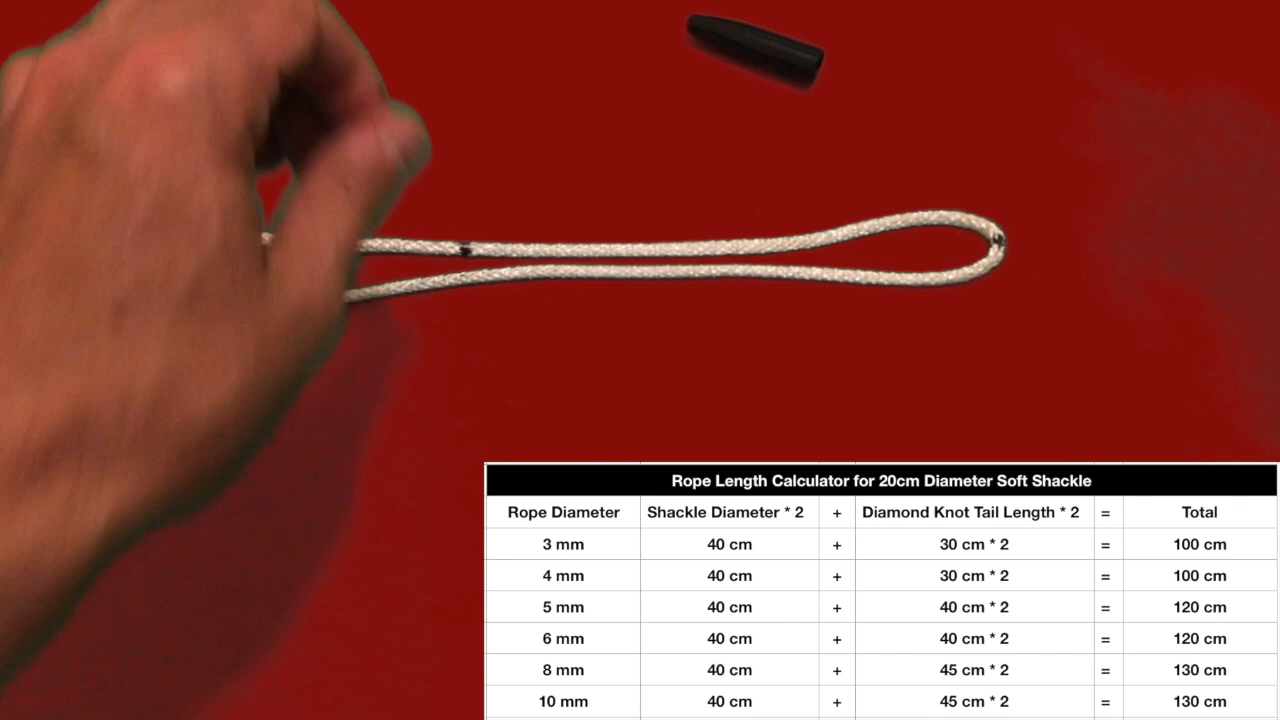 Rope Length Calculator for 20cm Diameter Soft Shackle
Rope Diameter Shackle Diameter * 2 + Diamond Knot Tail Length * 2 = Total
3 mm 40 cm + 30 cm * 2 = 100 cm
4 mm 40 cm + 30 cm * 2 = 100 cm
5 mm 40 cm + 40 cm * 2 = 120 cm
6 mm 40 cm + 40 cm * 2 = 120 cm
8 mm 40 cm + 45 cm * 2 = 130 cm
10 mm 40 cm + 45 cm * 2 = 130 cm